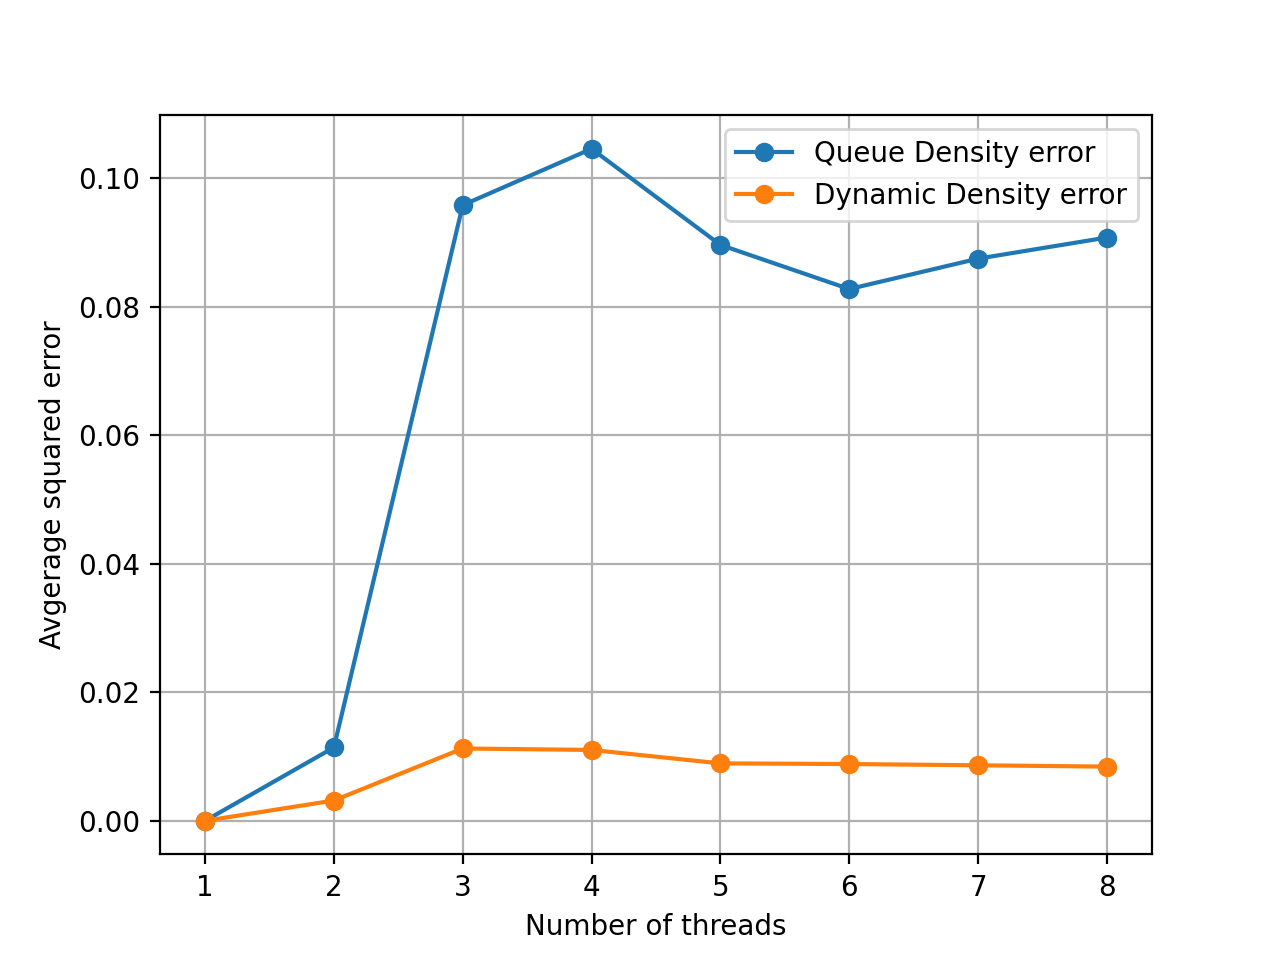 Queue Density error
Dynamic Density error
0.10
0.08
0.06
0.04
0.02
0.00
Avgerage squared error
1 2 3 4 5 6 7 8
Number of threads